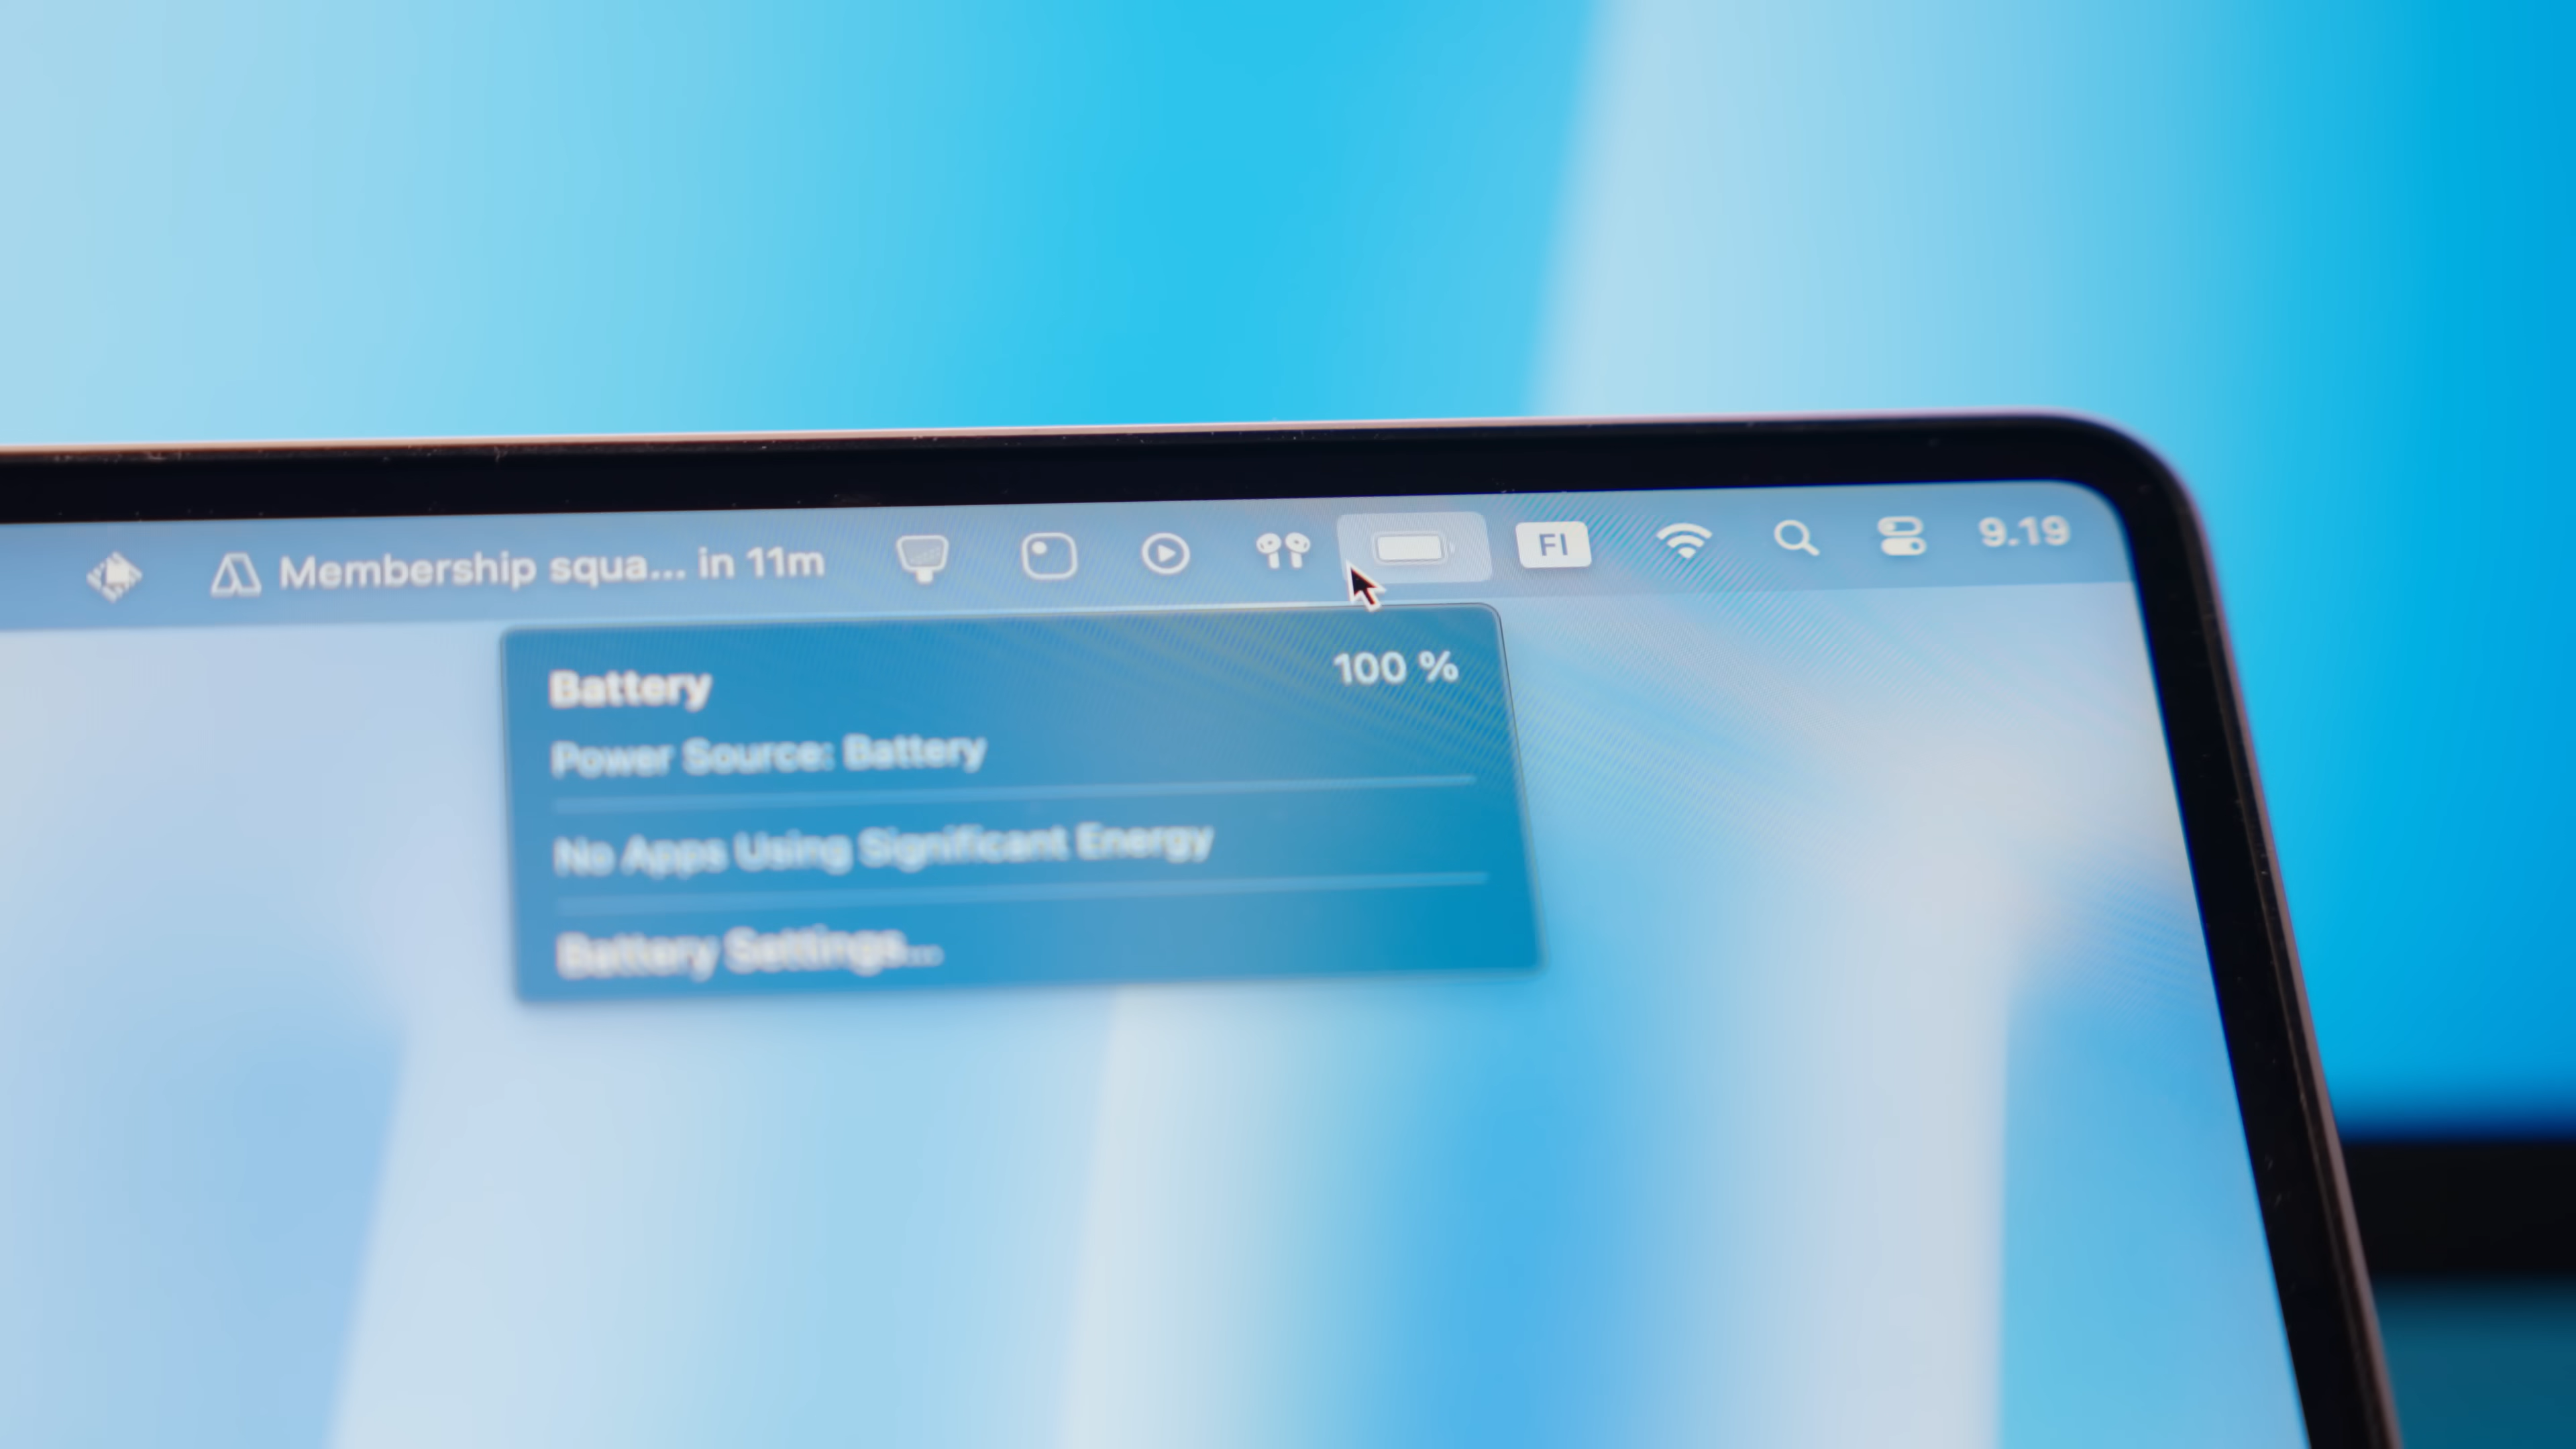 Membership squa... in 11m FI 9.19
Battery 100 %
Power Source: Battery
No Apps Using Significant Energy
Battery Settings...